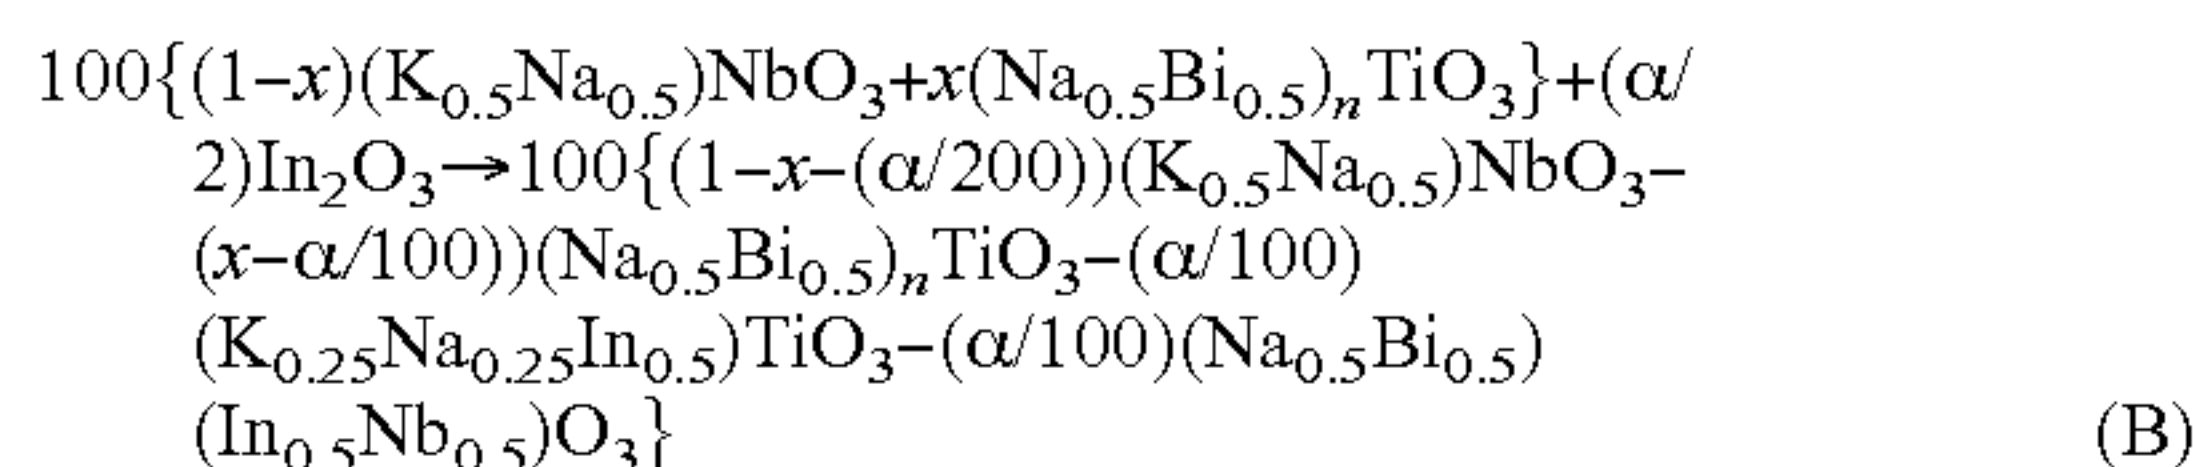 100{(1−x)(K₀.₅Na₀.₅)NbO₃+x(Na₀.₅Bi₀.₅)ₙTiO₃}+(α/
2)In₂O₃→100{(1−x−(α/200))(K₀.₅Na₀.₅)NbO₃−
(x−α/100))(Na₀.₅Bi₀.₅)ₙTiO₃−(α/100)
(K₀.₂₅Na₀.₂₅In₀.₅)TiO₃−(α/100)(Na₀.₅Bi₀.₅)
(In₀.₅Nb₀.₅)O₃} (B)